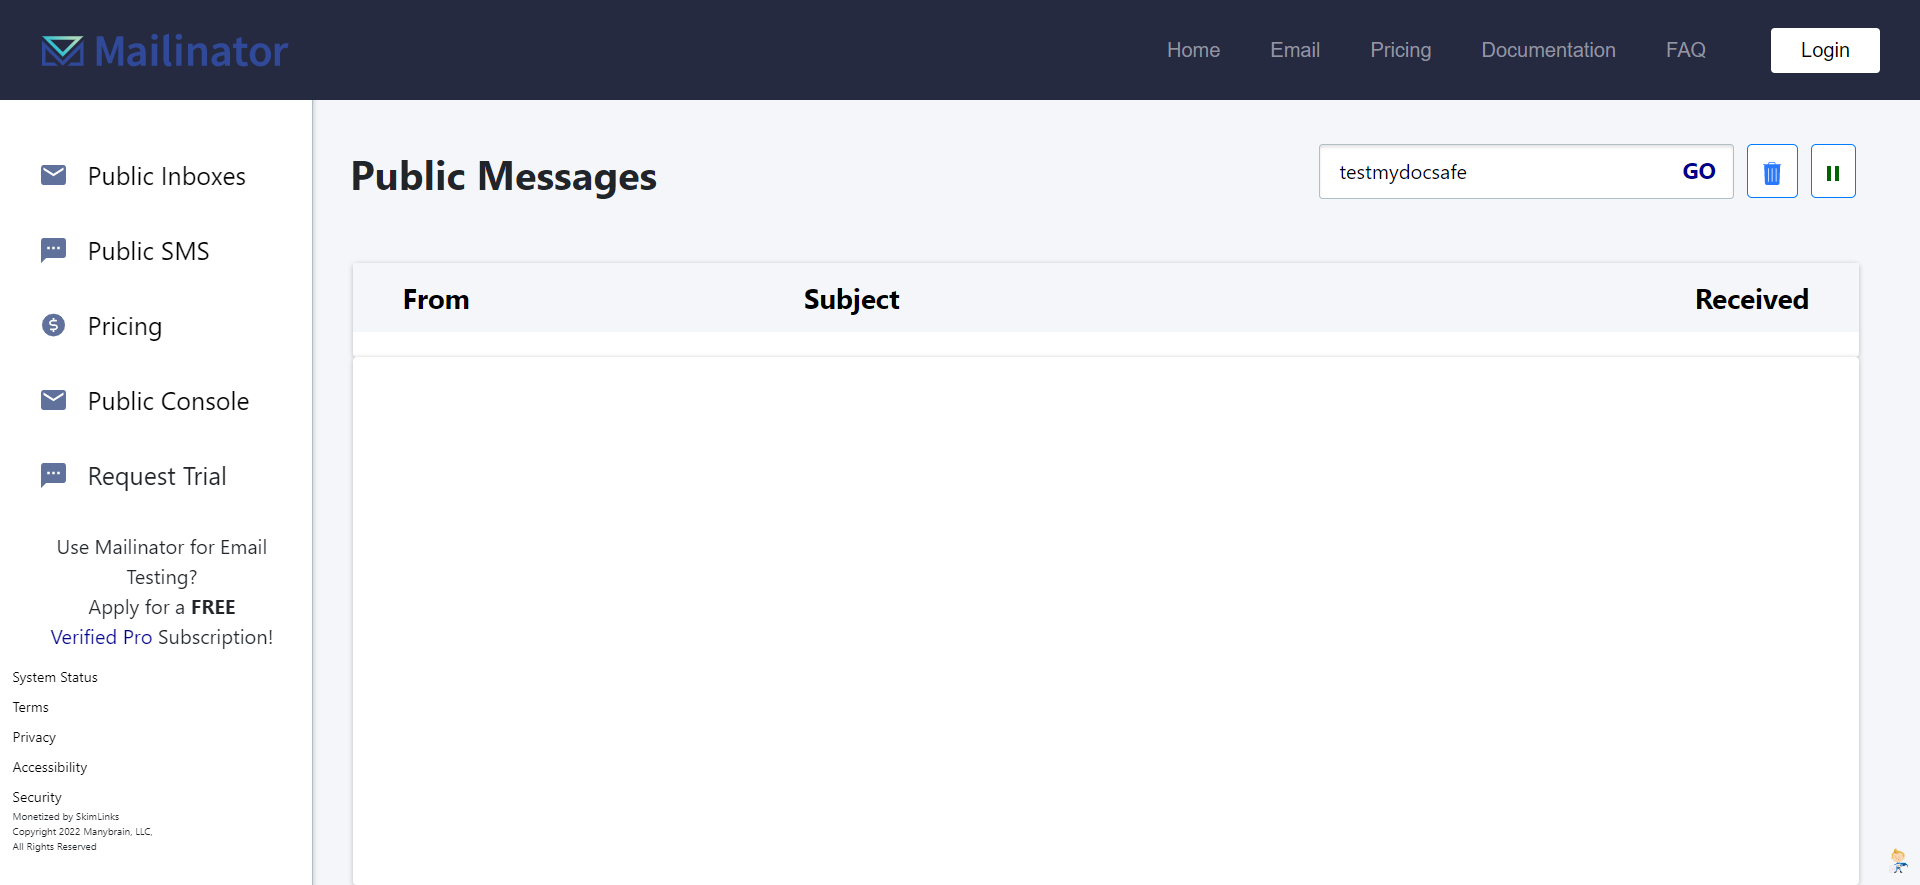 Mailinator
Home
Email
Pricing
Documentation
FAQ
Login
Public Inboxes
Public SMS
Pricing
Public Console
Request Trial
Use Mailinator for Email
Testing?
Apply for a FREE
Verified Pro Subscription!
System Status
Terms
Privacy
Accessibility
Security
Monetized by SkimLinks
Copyright 2022 Manybrain, LLC,
All Rights Reserved
Public Messages
testmydocsafe
GO
From
Subject
Received